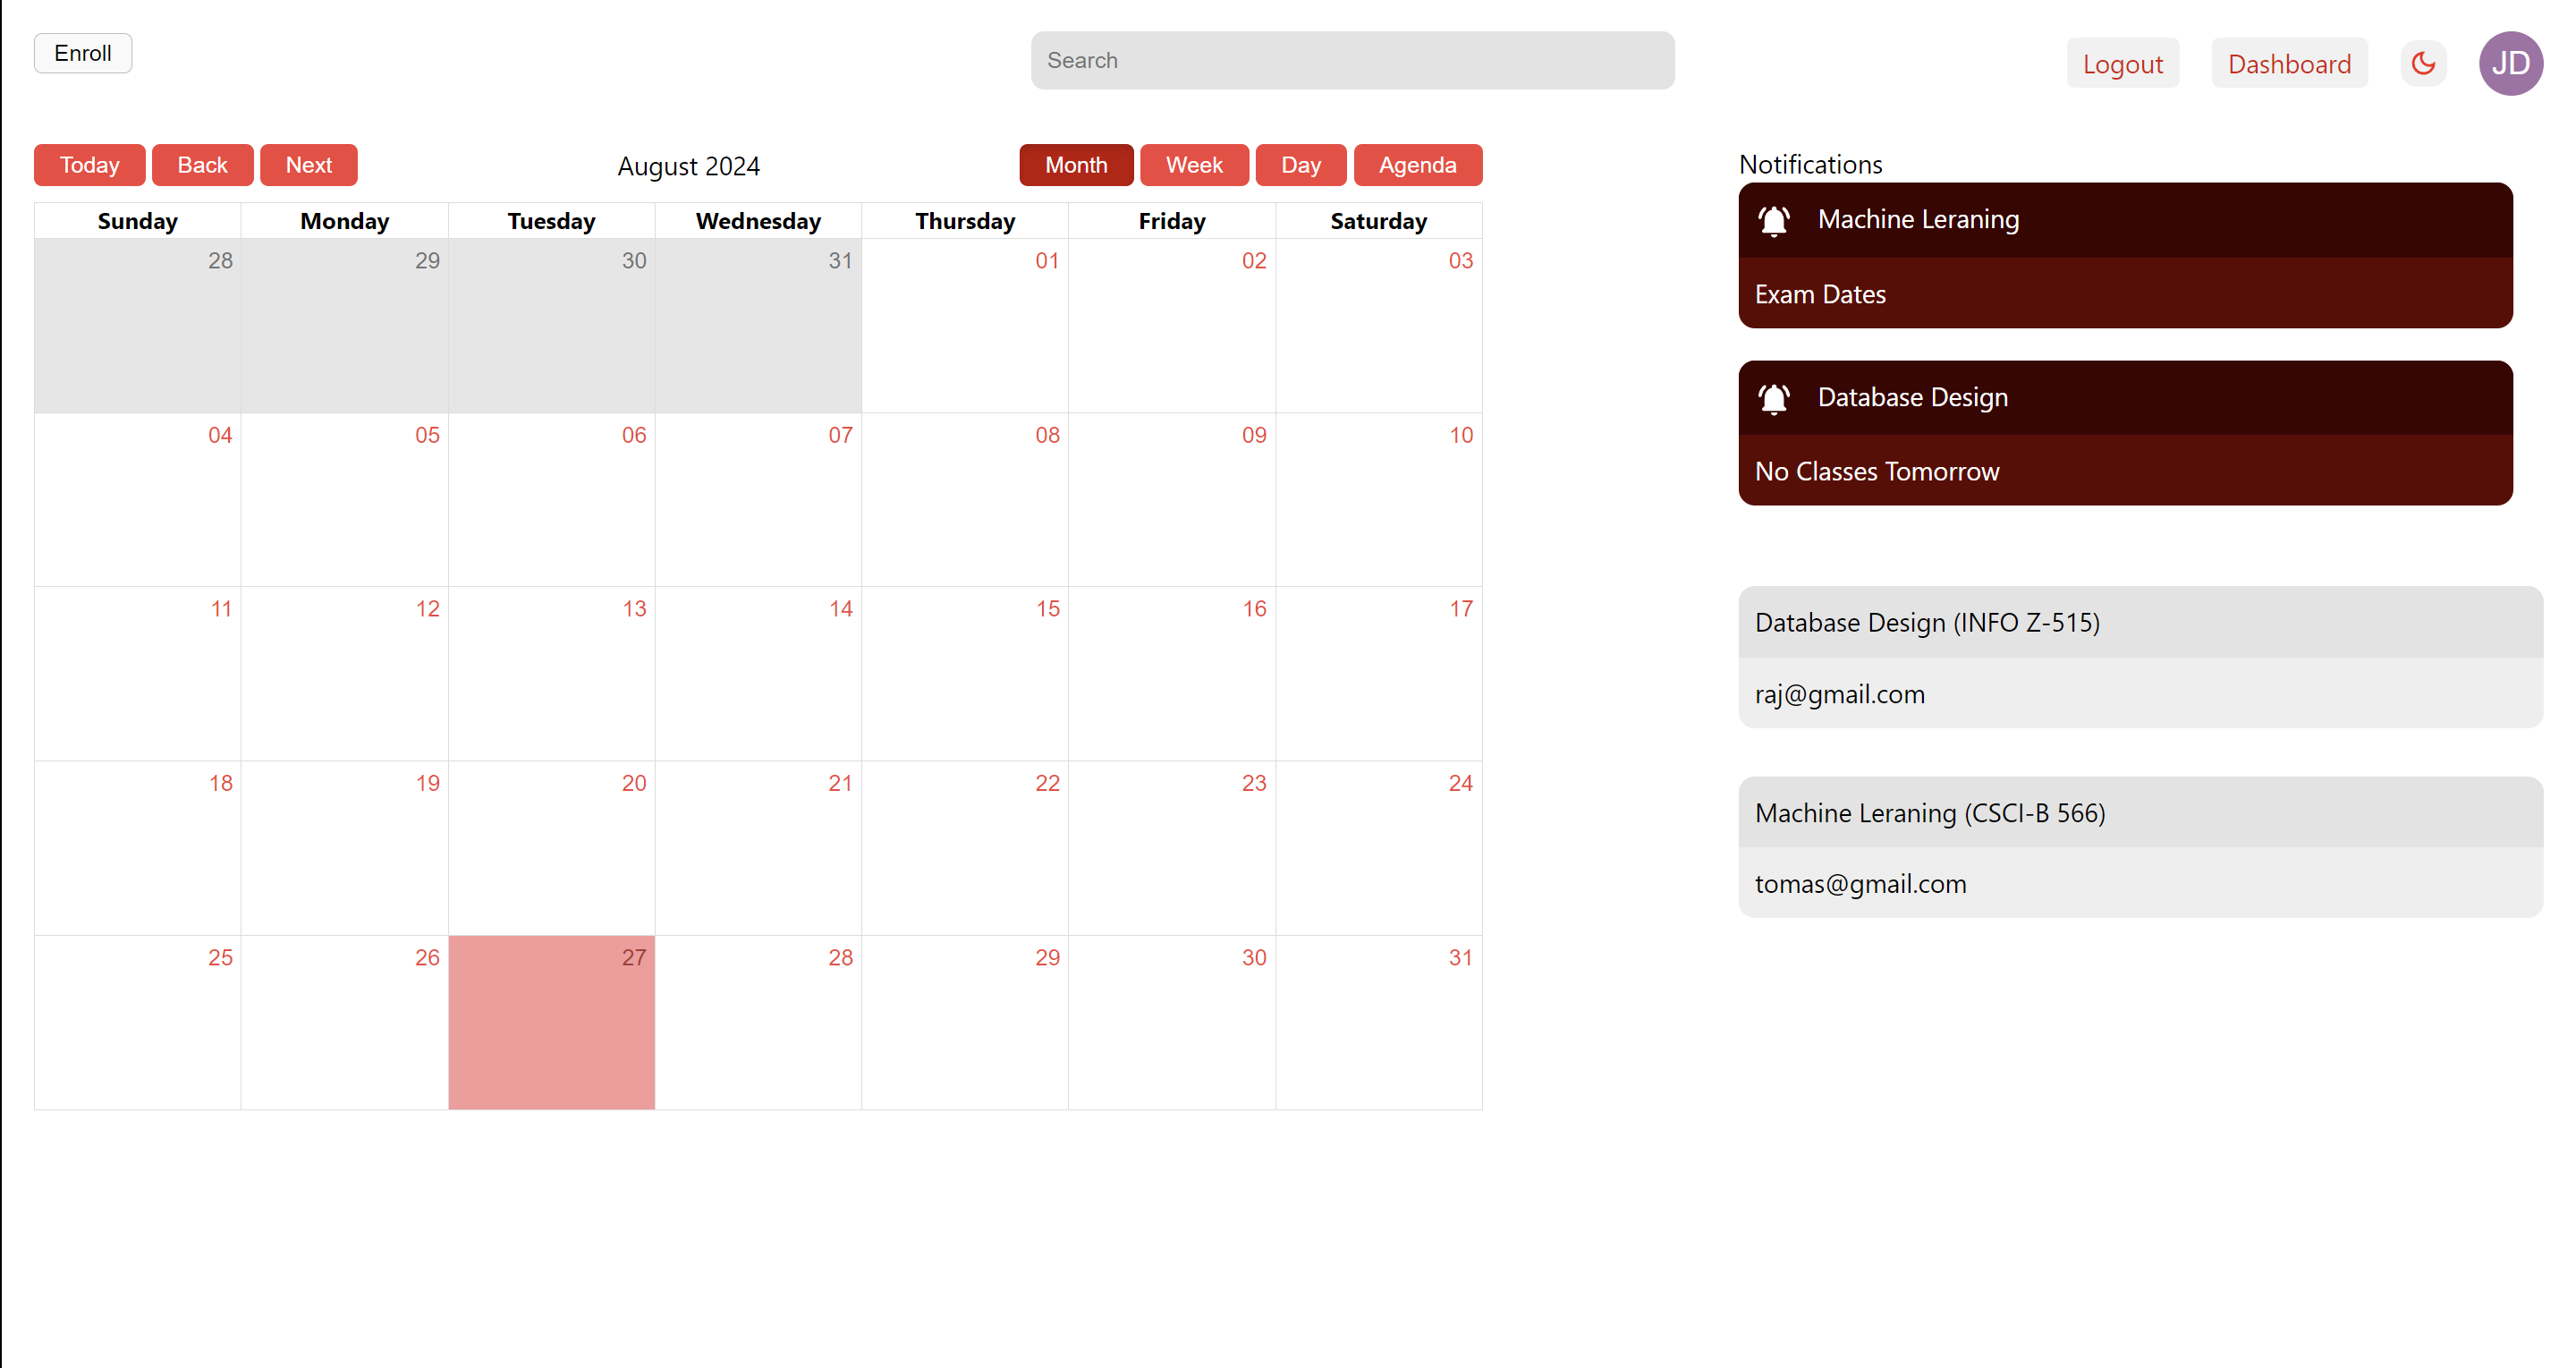 Enroll
Search
Logout
Dashboard
JD
Today Back Next
August 2024
Month Week Day Agenda
Sunday Monday Tuesday Wednesday Thursday Friday Saturday
28 29 30 31 01 02 03
04 05 06 07 08 09 10
11 12 13 14 15 16 17
18 19 20 21 22 23 24
25 26 27 28 29 30 31
Notifications
Machine Leraning
Exam Dates
Database Design
No Classes Tomorrow
Database Design (INFO Z-515)
raj@gmail.com
Machine Leraning (CSCI-B 566)
tomas@gmail.com